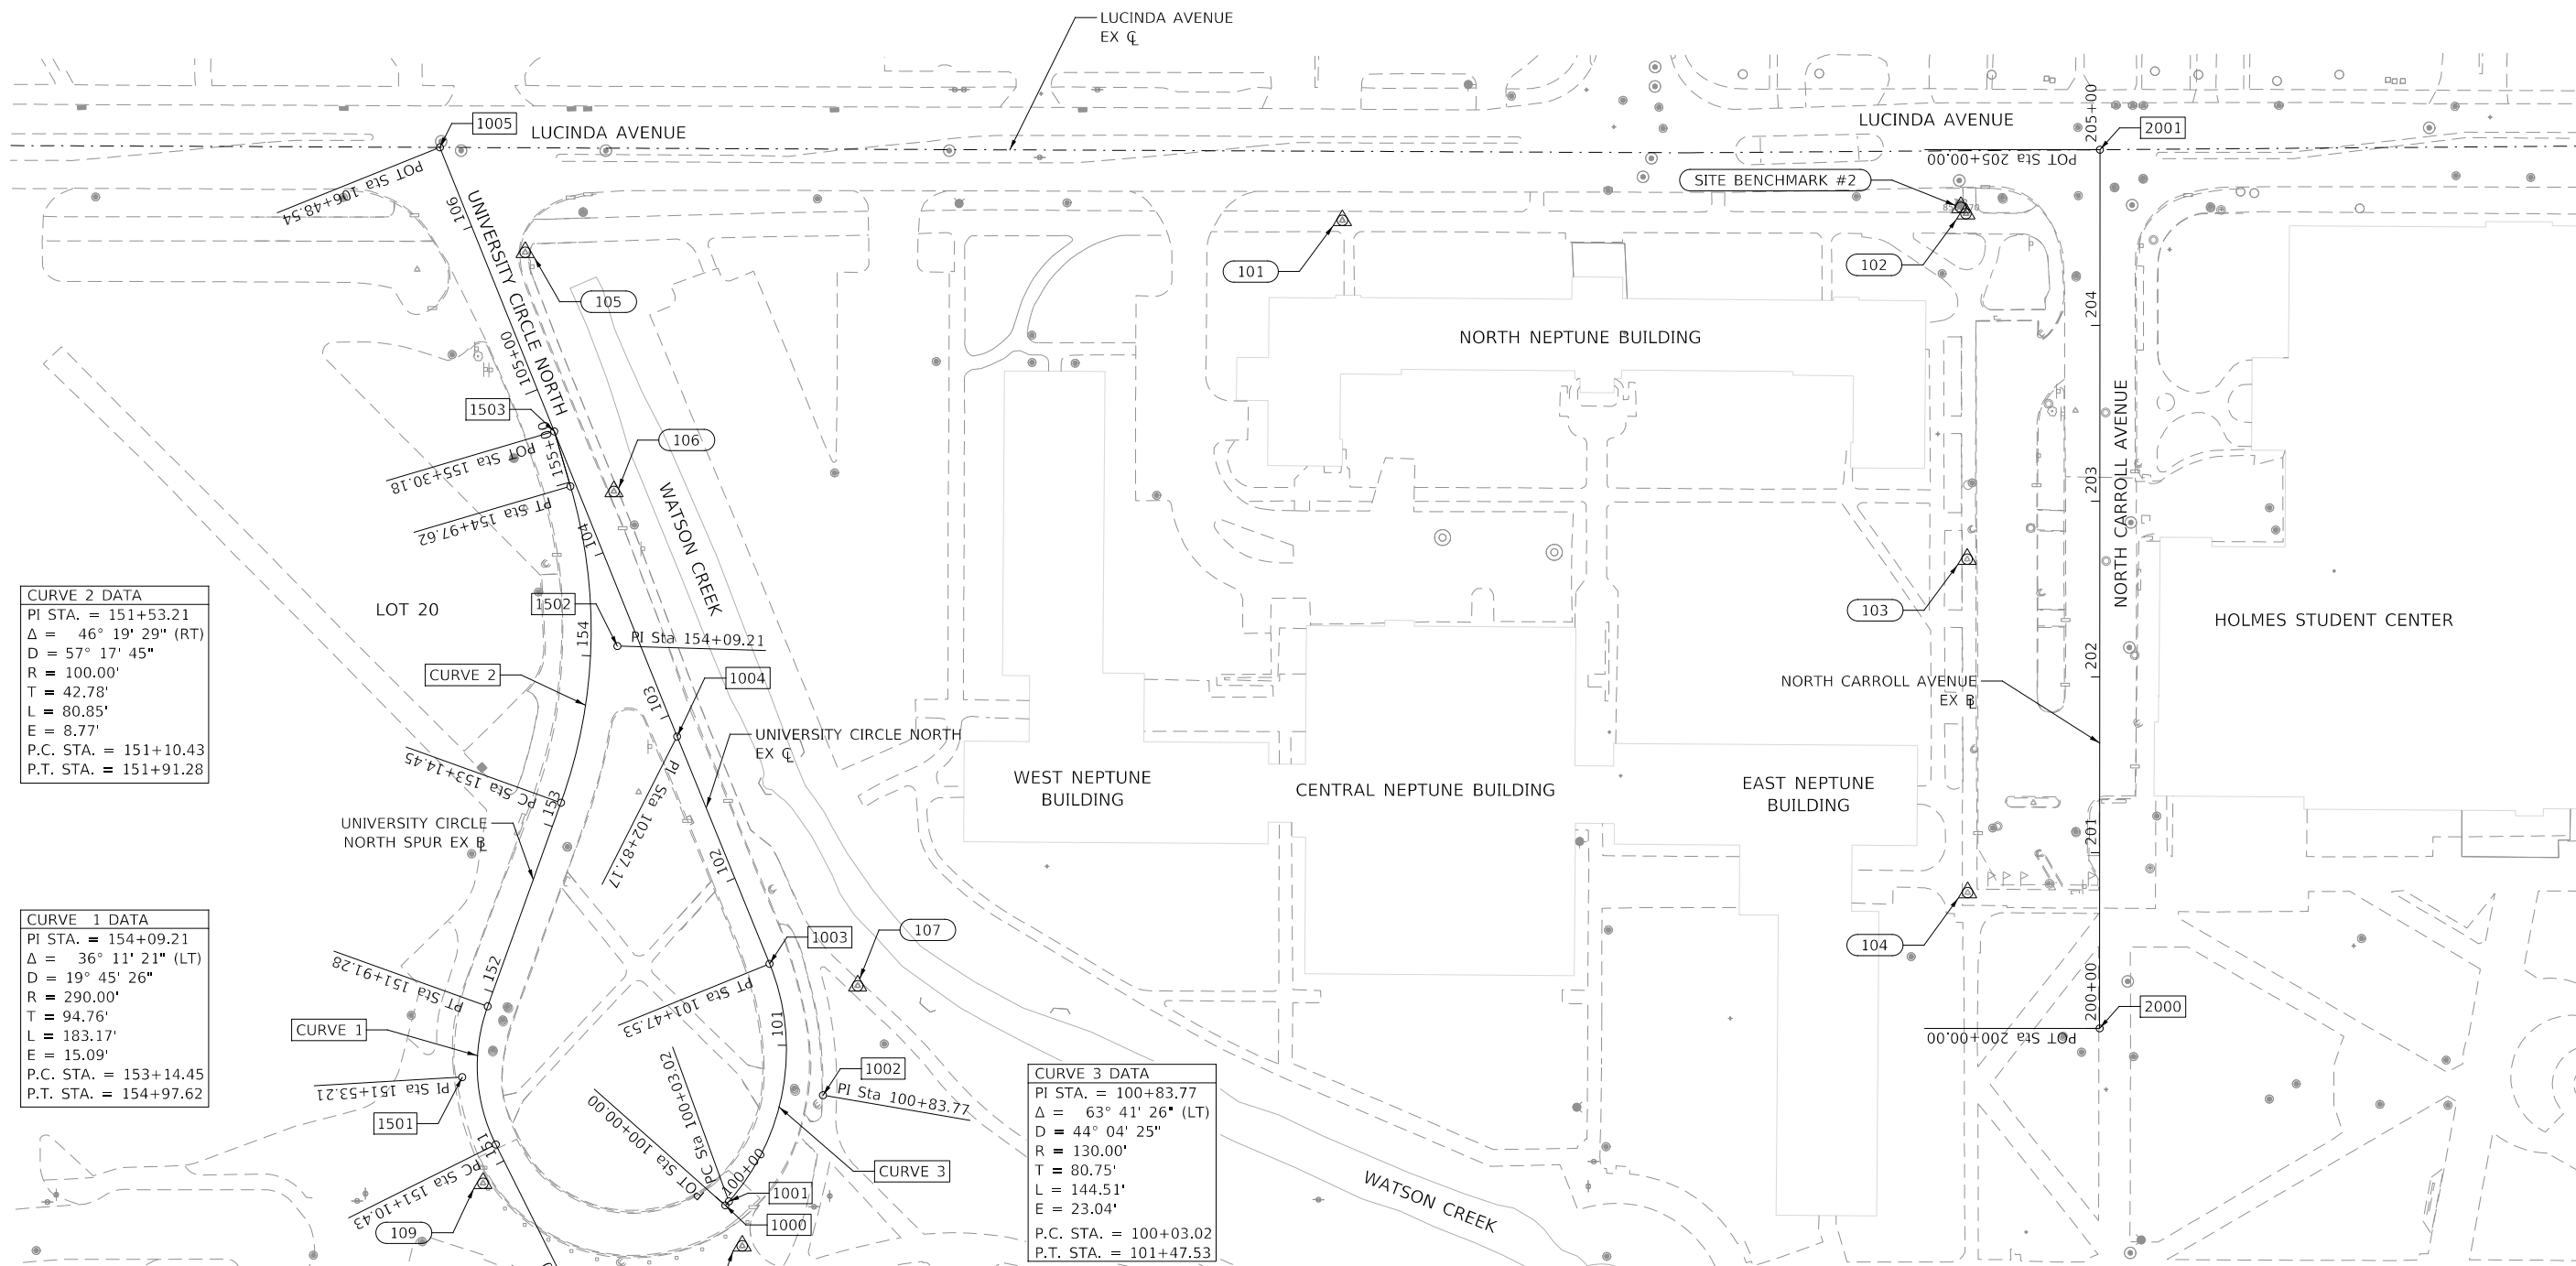 LUCINDA AVENUE
EX ℄
1005
LUCINDA AVENUE
LUCINDA AVENUE
205+00
2001
POT Sta 205+00.00
POT Sta 106+48.54
106
UNIVERSITY CIRCLE NORTH
SITE BENCHMARK #2
101
102
105
204
NORTH NEPTUNE BUILDING
105+00
1503
155+00
POT Sta 155+30.18
106
WATSON CREEK
PT Sta 154+97.62
104
203
NORTH CARROLL AVENUE
103
HOLMES STUDENT CENTER
CURVE 2 DATA
PI STA. = 151+53.21
Δ = 46° 19' 29" (RT)
D = 57° 17' 45"
R = 100.00'
T = 42.78'
L = 80.85'
E = 8.77'
P.C. STA. = 151+10.43
P.T. STA. = 151+91.28
LOT 20
1502
PI Sta 154+09.21
154
CURVE 2
1004
103
202
NORTH CARROLL AVENUE
EX ℄
UNIVERSITY CIRCLE NORTH
EX ℄
PC Sta 153+14.45
153
PI Sta 102+87.17
102
WEST NEPTUNE
BUILDING
CENTRAL NEPTUNE BUILDING
EAST NEPTUNE
BUILDING
201
UNIVERSITY CIRCLE
NORTH SPUR EX ℄
CURVE 1 DATA
PI STA. = 154+09.21
Δ = 36° 11' 21" (LT)
D = 19° 45' 26"
R = 290.00'
T = 94.76'
L = 183.17'
E = 15.09'
P.C. STA. = 153+14.45
P.T. STA. = 154+97.62
107
1003
104
152
PT Sta 151+91.28
PT Sta 101+47.53
101
200+00
2000
POT Sta 200+00.00
CURVE 1
PI Sta 151+53.21
1501
1002
PI Sta 100+83.77
PC Sta 100+03.02
POT Sta 100+00.00
100+00
CURVE 3
1001
1000
151
PC Sta 151+10.43
109
CURVE 3 DATA
PI STA. = 100+83.77
Δ = 63° 41' 26" (LT)
D = 44° 04' 25"
R = 130.00'
T = 80.75'
L = 144.51'
E = 23.04'
P.C. STA. = 100+03.02
P.T. STA. = 101+47.53
WATSON CREEK